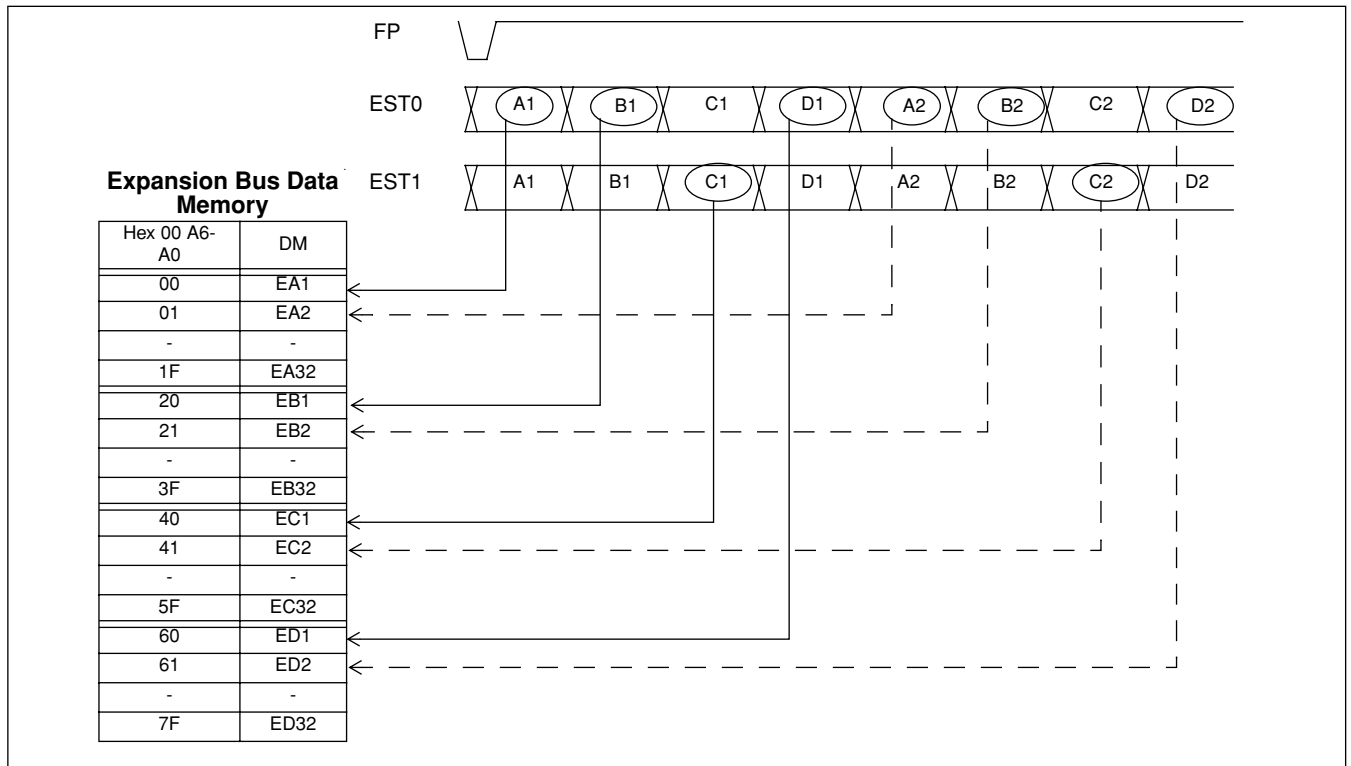 FP
EST0 A1 B1 C1 D1 A2 B2 C2 D2
EST1 A1 B1 C1 D1 A2 B2 C2 D2
Expansion Bus Data
Memory
Hex 00 A6-
A0 DM
00 EA1
01 EA2
- -
1F EA32
20 EB1
21 EB2
- -
3F EB32
40 EC1
41 EC2
- -
5F EC32
60 ED1
61 ED2
- -
7F ED32